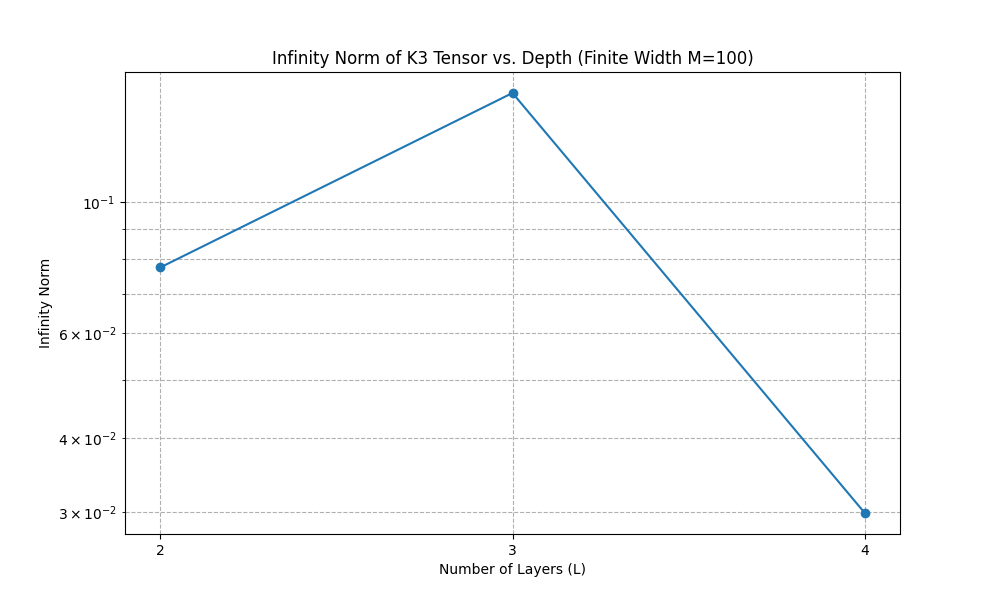 Infinity Norm of K3 Tensor vs. Depth (Finite Width M=100)
Infinity Norm
10⁻¹
6 × 10⁻²
4 × 10⁻²
3 × 10⁻²
2 3 4
Number of Layers (L)